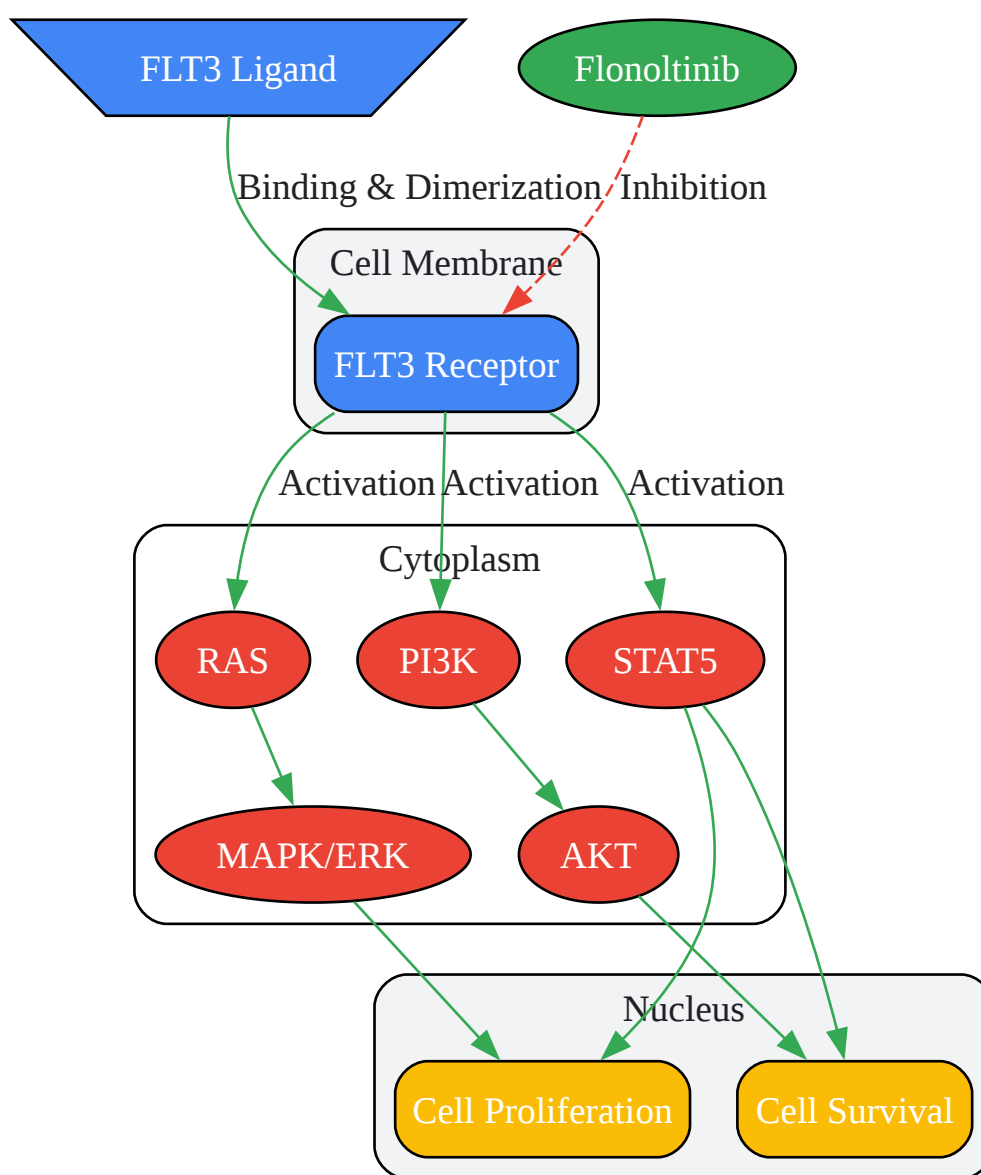 FLT3 Ligand
Flonoltinib
Binding & Dimerization
Inhibition
Cell Membrane
FLT3 Receptor
Activation
Activation
Activation
Cytoplasm
RAS
PI3K
STAT5
MAPK/ERK
AKT
Nucleus
Cell Proliferation
Cell Survival